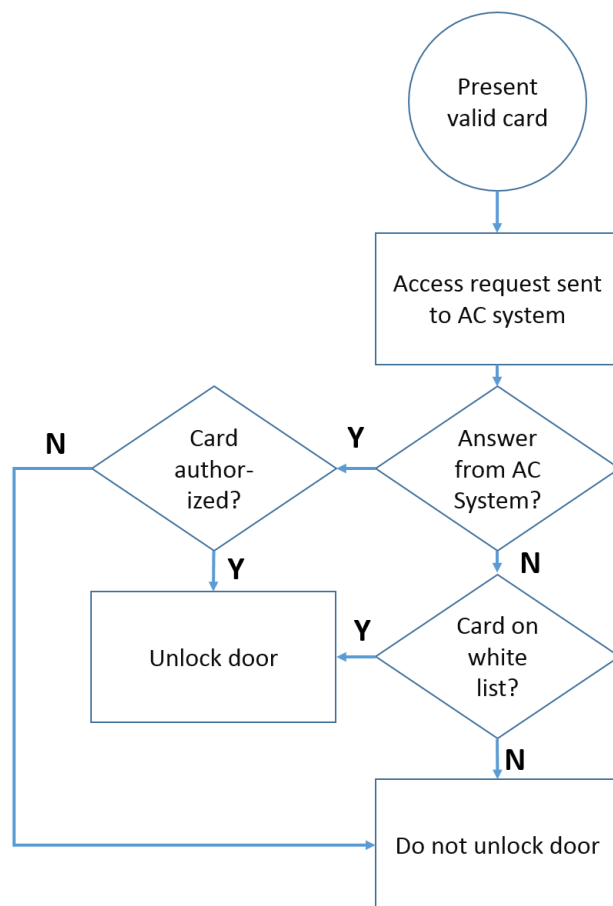 Present
valid card
Access request sent
to AC system
N
Card
author-
ized?
Y
Answer
from AC
System?
Y
N
Unlock door
Y
Card on
white
list?
N
Do not unlock door